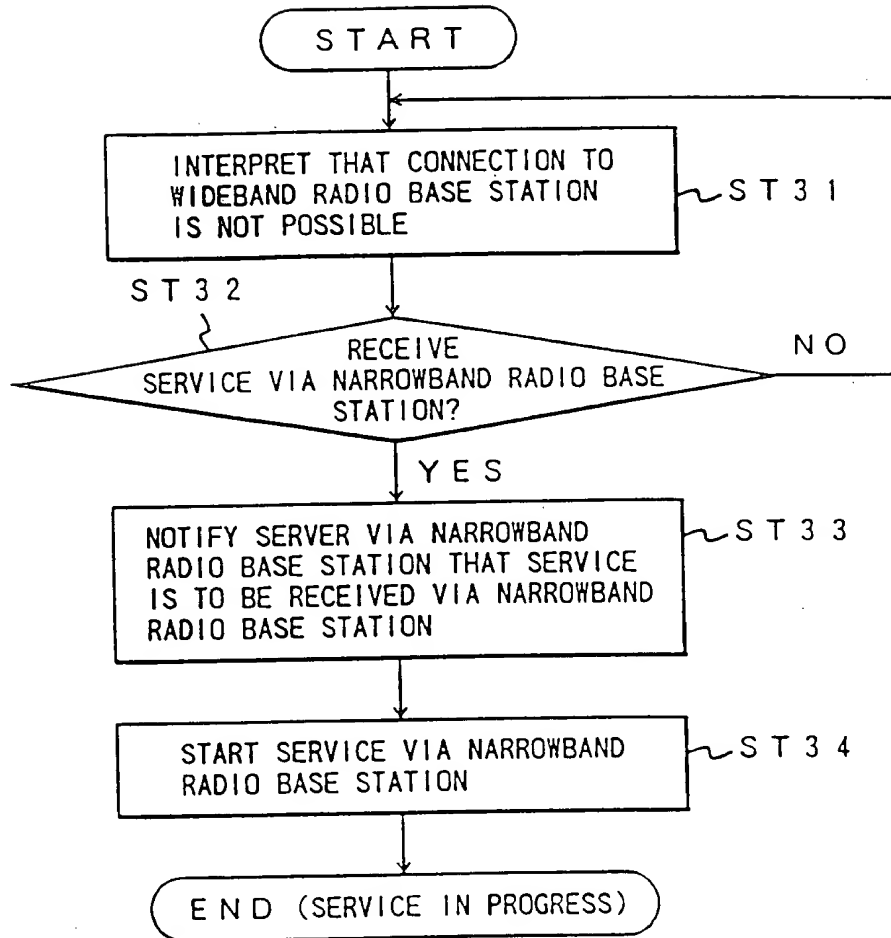 START
INTERPRET THAT CONNECTION TO
WIDEBAND RADIO BASE STATION
IS NOT POSSIBLE
ST31
ST32
RECEIVE
SERVICE VIA NARROWBAND RADIO BASE
STATION?
NO
YES
NOTIFY SERVER VIA NARROWBAND
RADIO BASE STATION THAT SERVICE
IS TO BE RECEIVED VIA NARROWBAND
RADIO BASE STATION
ST33
START SERVICE VIA NARROWBAND
RADIO BASE STATION
ST34
END (SERVICE IN PROGRESS)